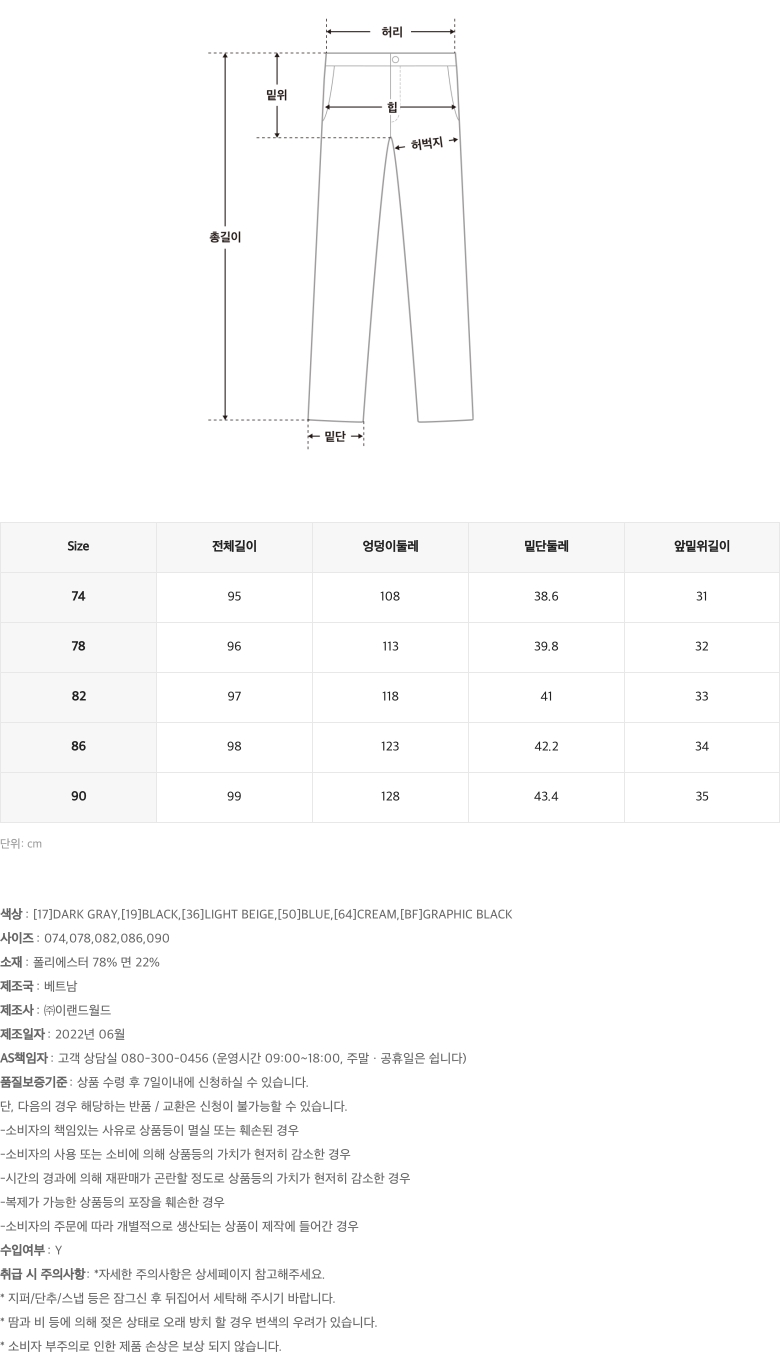 허리
밑위
힙
허벅지
총길이
밑단
Size 전체길이 엉덩이둘레 밑단둘레 앞밑위길이
74 95 108 38.6 31
78 96 113 39.8 32
82 97 118 41 33
86 98 123 42.2 34
90 99 128 43.4 35
단위: cm
색상 : [17]DARK GRAY,[19]BLACK,[36]LIGHT BEIGE,[50]BLUE,[64]CREAM,[BF]GRAPHIC BLACK
사이즈 : 074,078,082,086,090
소재 : 폴리에스터 78% 면 22%
제조국 : 베트남
제조사 : ㈜이랜드월드
제조일자 : 2022년 06월
AS책임자 : 고객 상담실 080-300-0456 (운영시간 09:00~18:00, 주말 · 공휴일은 쉽니다)
품질보증기준 : 상품 수령 후 7일이내에 신청하실 수 있습니다.
단, 다음의 경우 해당하는 반품 / 교환은 신청이 불가능할 수 있습니다.
-소비자의 책임있는 사유로 상품등이 멸실 또는 훼손된 경우
-소비자의 사용 또는 소비에 의해 상품등의 가치가 현저히 감소한 경우
-시간의 경과에 의해 재판매가 곤란할 정도로 상품등의 가치가 현저히 감소한 경우
-복제가 가능한 상품등의 포장을 훼손한 경우
-소비자의 주문에 따라 개별적으로 생산되는 상품이 제작에 들어간 경우
수입여부 : Y
취급 시 주의사항 : *자세한 주의사항은 상세페이지 참고해주세요.
* 지퍼/단추/스냅 등은 잠그신 후 뒤집어서 세탁해 주시기 바랍니다.
* 땀과 비 등에 의해 젖은 상태로 오래 방치 할 경우 변색의 우려가 있습니다.
* 소비자 부주의로 인한 제품 손상은 보상 되지 않습니다.